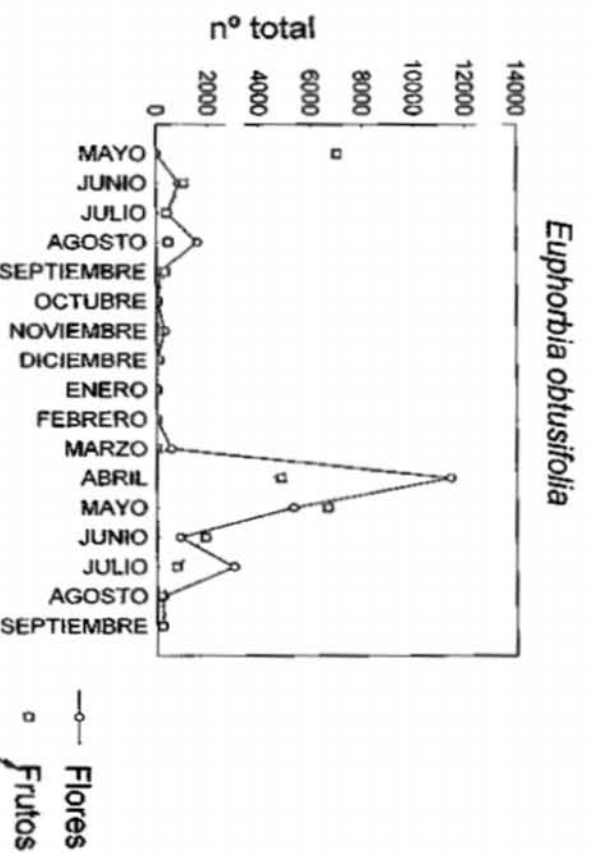 Euphorbia obtusifolia
nº total
14000
12000
10000
8000
6000
4000
2000
0
MAYO
JUNIO
JULIO
AGOSTO
SEPTIEMBRE
OCTUBRE
NOVIEMBRE
DICIEMBRE
ENERO
FEBRERO
MARZO
ABRIL
MAYO
JUNIO
JULIO
AGOSTO
SEPTIEMBRE
Flores
Frutos